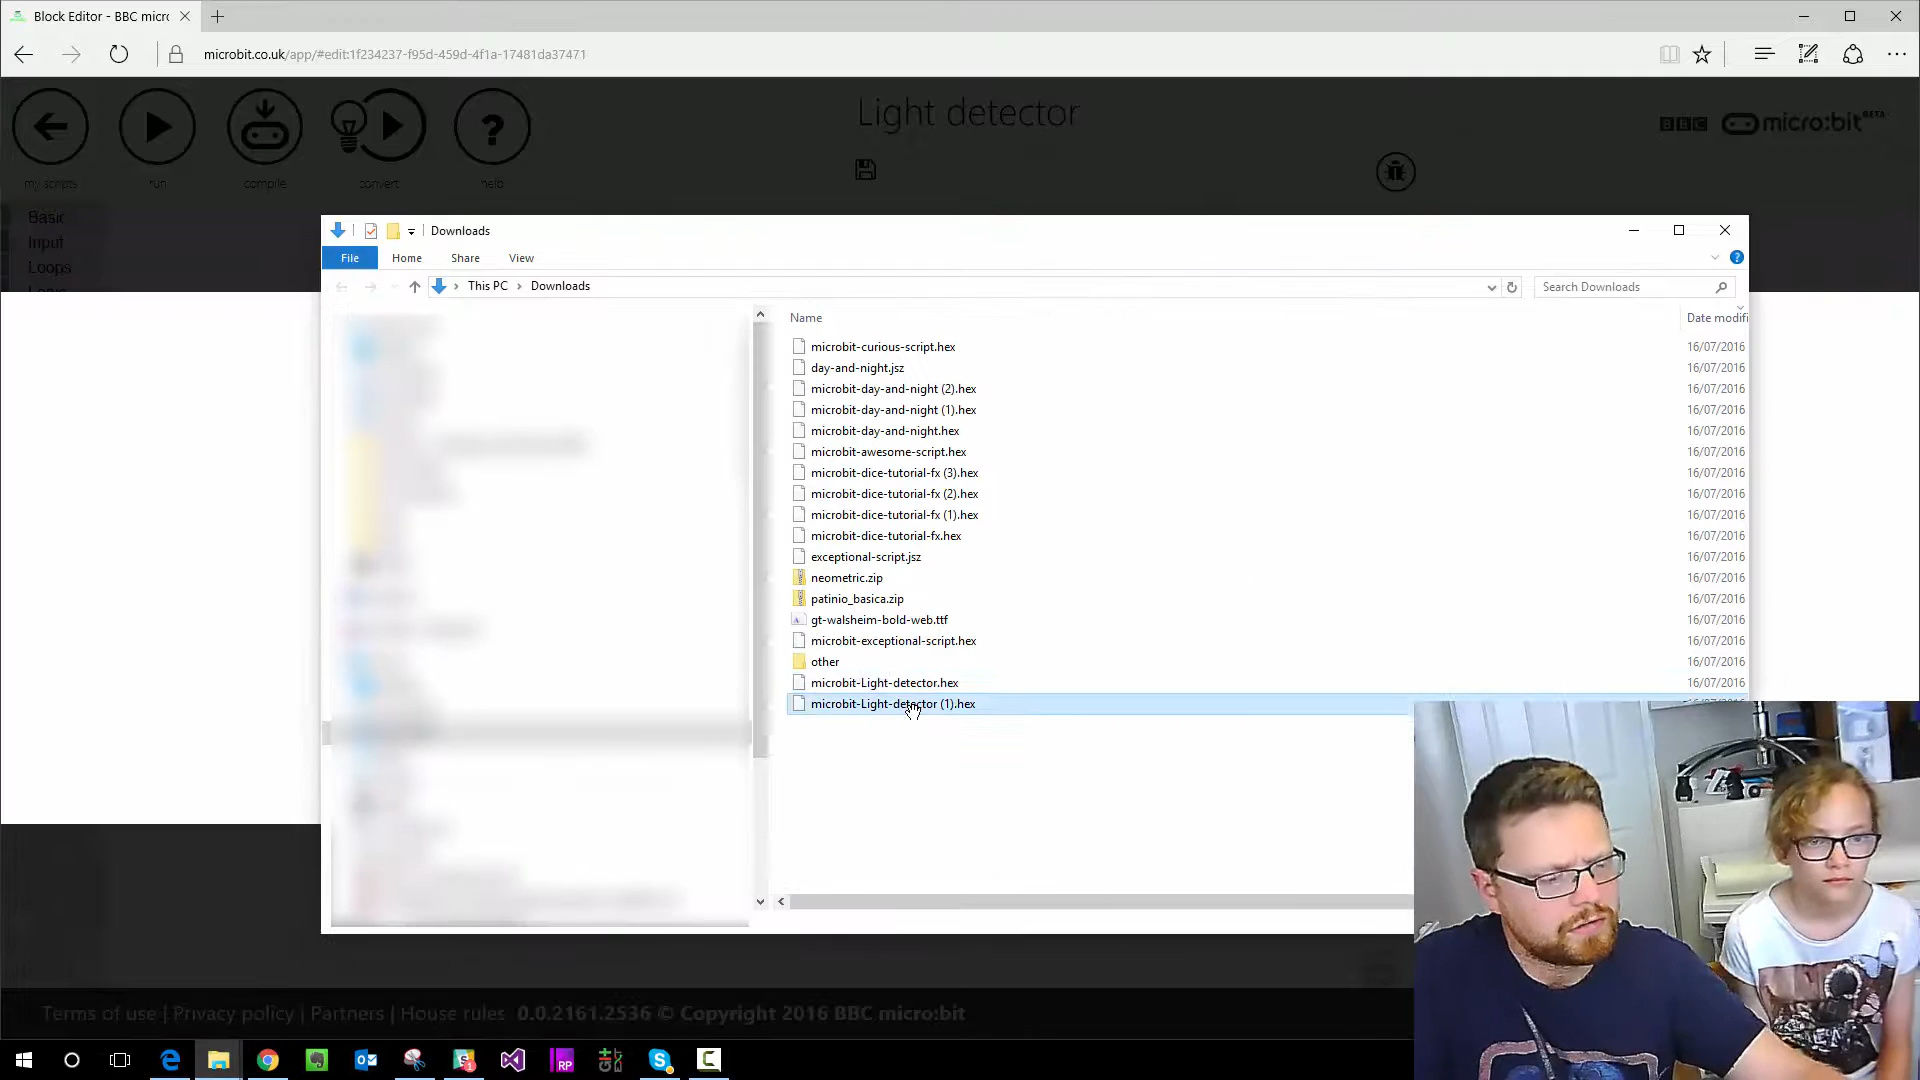 Block Editor - BBC micr
microbit.co.uk/app/#edit:1f234237-f95d-459d-4f1a-17481da37471
Light detector
BBC micro:bit BETA
my scripts run compile convert help
Basic
Input
Loops
Downloads
File Home Share View
This PC > Downloads
Search Downloads
Name Date modifi
microbit-curious-script.hex 16/07/2016
day-and-night.jsz 16/07/2016
microbit-day-and-night (2).hex 16/07/2016
microbit-day-and-night (1).hex 16/07/2016
microbit-day-and-night.hex 16/07/2016
microbit-awesome-script.hex 16/07/2016
microbit-dice-tutorial-fx (3).hex 16/07/2016
microbit-dice-tutorial-fx (2).hex 16/07/2016
microbit-dice-tutorial-fx (1).hex 16/07/2016
microbit-dice-tutorial-fx.hex 16/07/2016
exceptional-script.jsz 16/07/2016
neometric.zip 16/07/2016
patinio_basica.zip 16/07/2016
gt-walsheim-bold-web.ttf 16/07/2016
microbit-exceptional-script.hex 16/07/2016
other 16/07/2016
microbit-Light-detector.hex 16/07/2016
microbit-Light-detector (1).hex
Terms of use | Privacy policy | Partners | House rules 0.0.2161.2536 © Copyright 2016 BBC micro:bit
RP